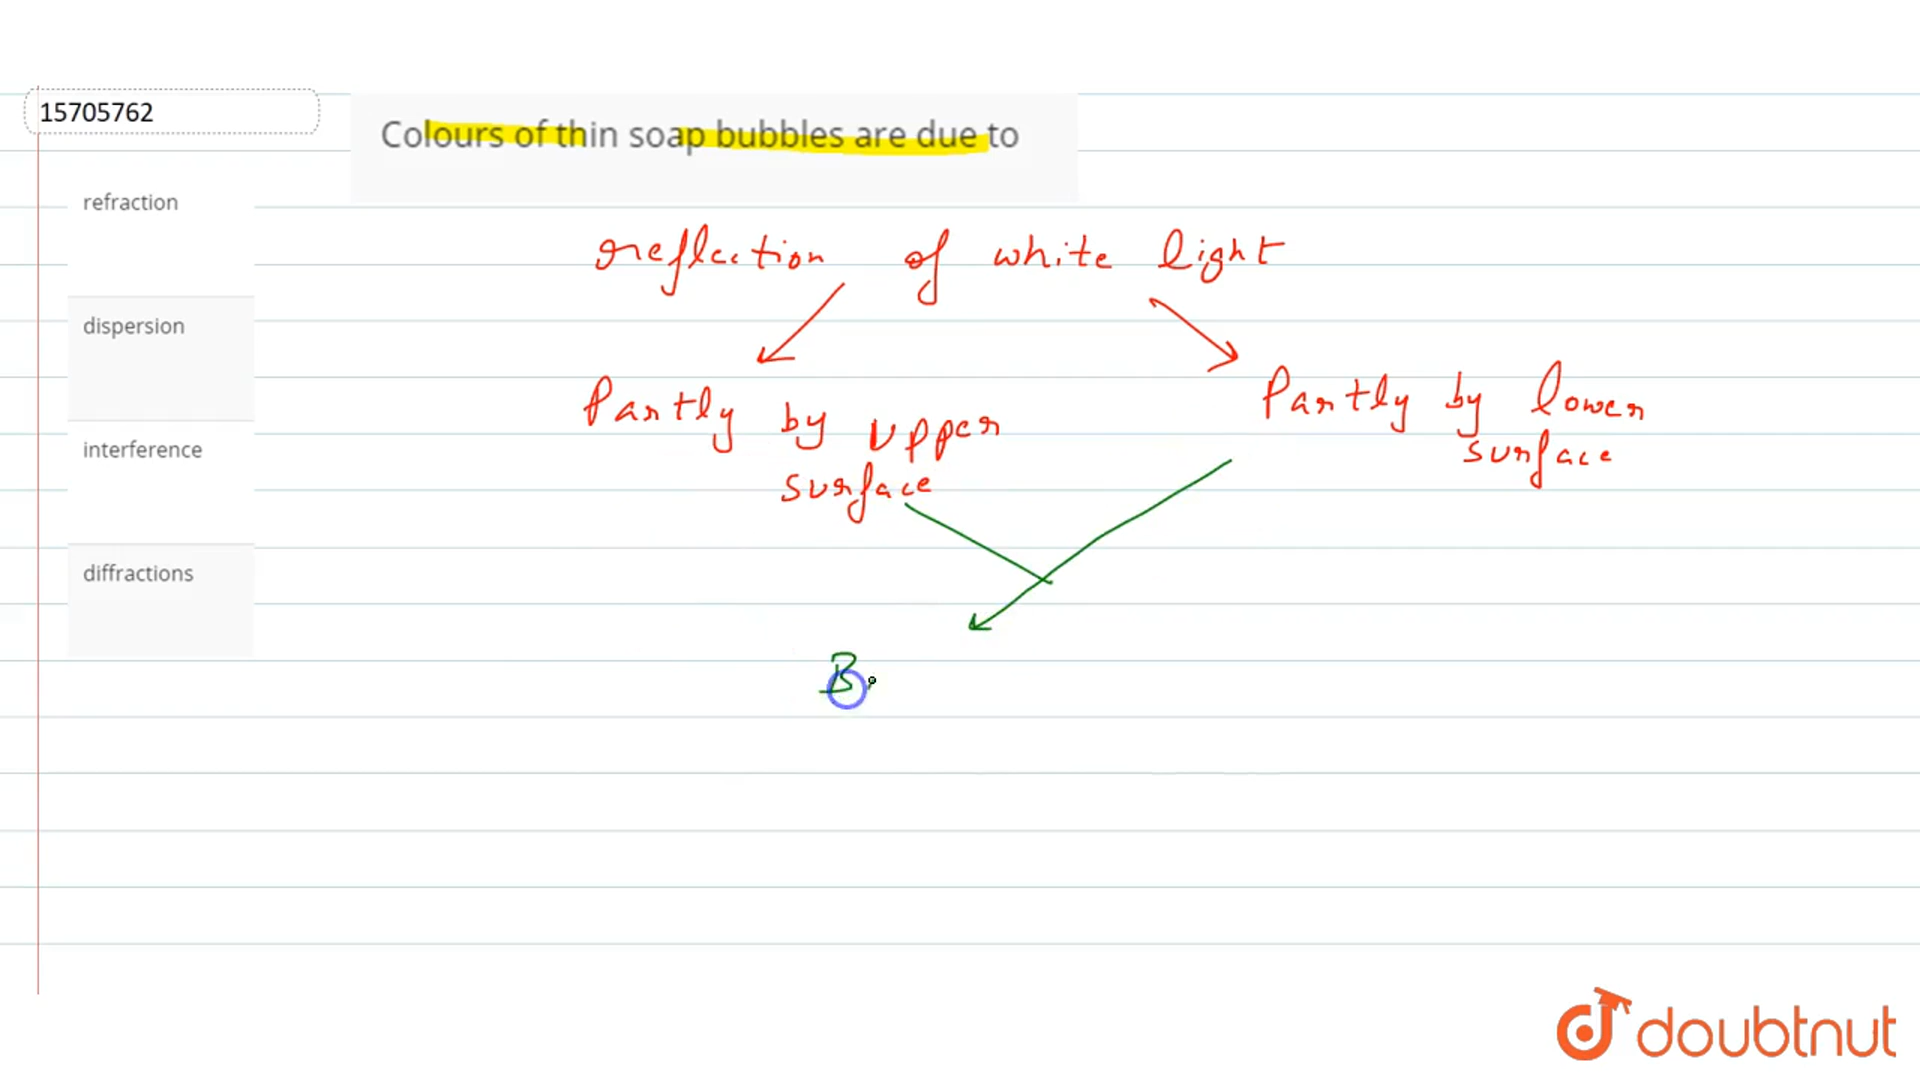 15705762
Colours of thin soap bubbles are due to
refraction
dispersion
interference
diffractions
reflection of white light
Partly by upper
surface
Partly by lower
surface
B
doubtnut